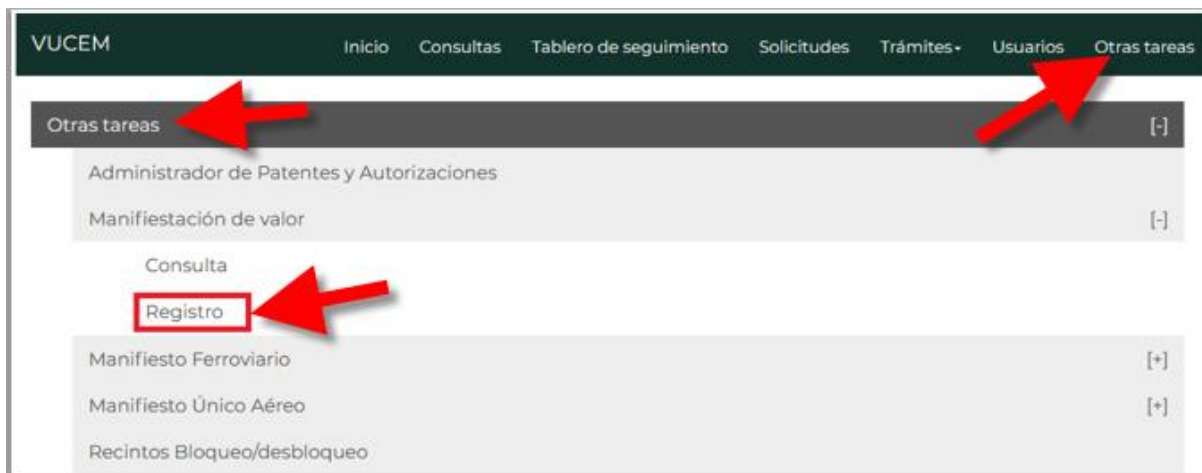 VUCEM Inicio Consultas Tablero de seguimiento Solicitudes Trámites Usuarios Otras tareas
Otras tareas [-]
Administrador de Patentes y Autorizaciones
Manifiestación de valor [-]
Consulta
Registro
Manifiesto Ferroviario [+]
Manifiesto Único Aéreo [+]
Recintos Bloqueo/desbloqueo